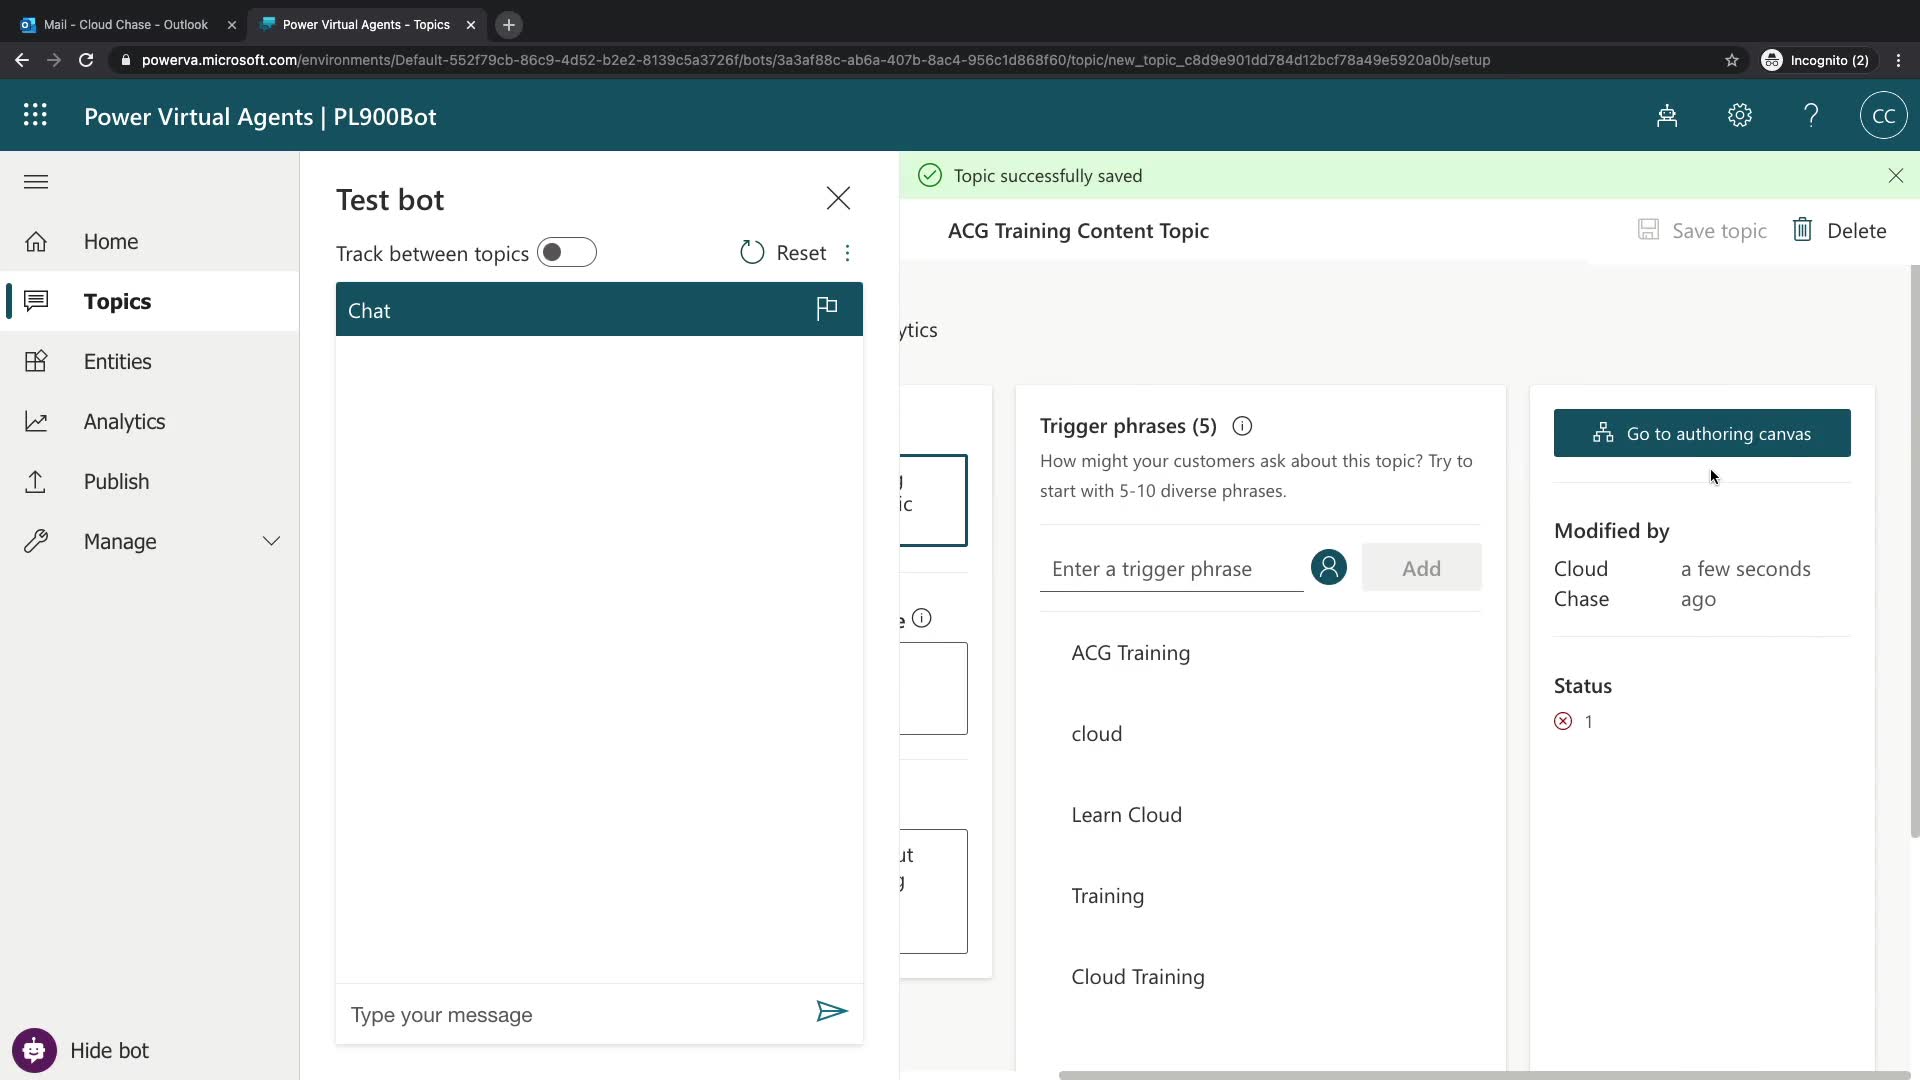 Mail - Cloud Chase - Outlook
Power Virtual Agents - Topics
powerva.microsoft.com/environments/Default-552f79cb-86c9-4d52-b2e2-8139c5a3726f/bots/3a3af88c-ab6a-407b-8ac4-956c1d868f60/topic/new_topic_c8d9e901dd784d12bcf78a49e5920a0b/setup
Incognito (2)
Power Virtual Agents | PL900Bot
CC
Home
Topics
Entities
Analytics
Publish
Manage
Hide bot
Test bot
Track between topics
Reset
Chat
Type your message
Topic successfully saved
ACG Training Content Topic
Save topic
Delete
ytics
g
ic
e
ut
g
Trigger phrases (5)
How might your customers ask about this topic? Try to
start with 5-10 diverse phrases.
Enter a trigger phrase
Add
ACG Training
cloud
Learn Cloud
Training
Cloud Training
Go to authoring canvas
Modified by
Cloud
Chase
a few seconds
ago
Status
1